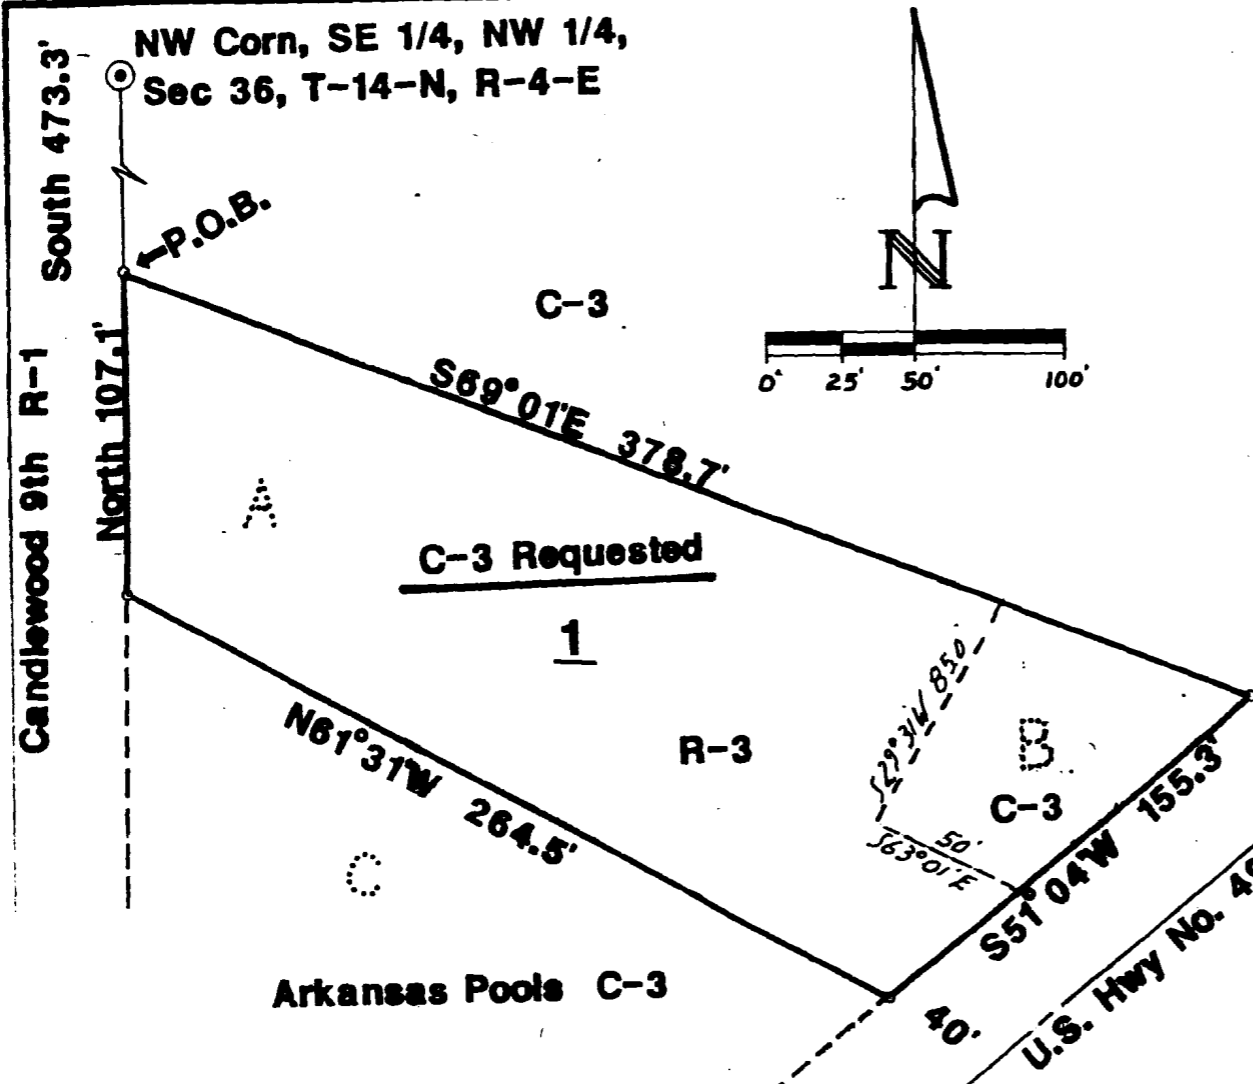 NW Corn, SE 1/4, NW 1/4,
Sec 36, T-14-N, R-4-E
South 473.3'
P.O.B.
N
0' 25' 50' 100'
C-3
S69°01'E 378.7'
Candlewood 9th R-1
North 107.1'
A
C-3 Requested
1
R-3
S29°31'W 85.0
B
C-3
50'
S63°01'E
S51°04'W 155.3'
N61°31'W 264.5'
C
Arkansas Pools C-3
40'
U.S. Hwy No.